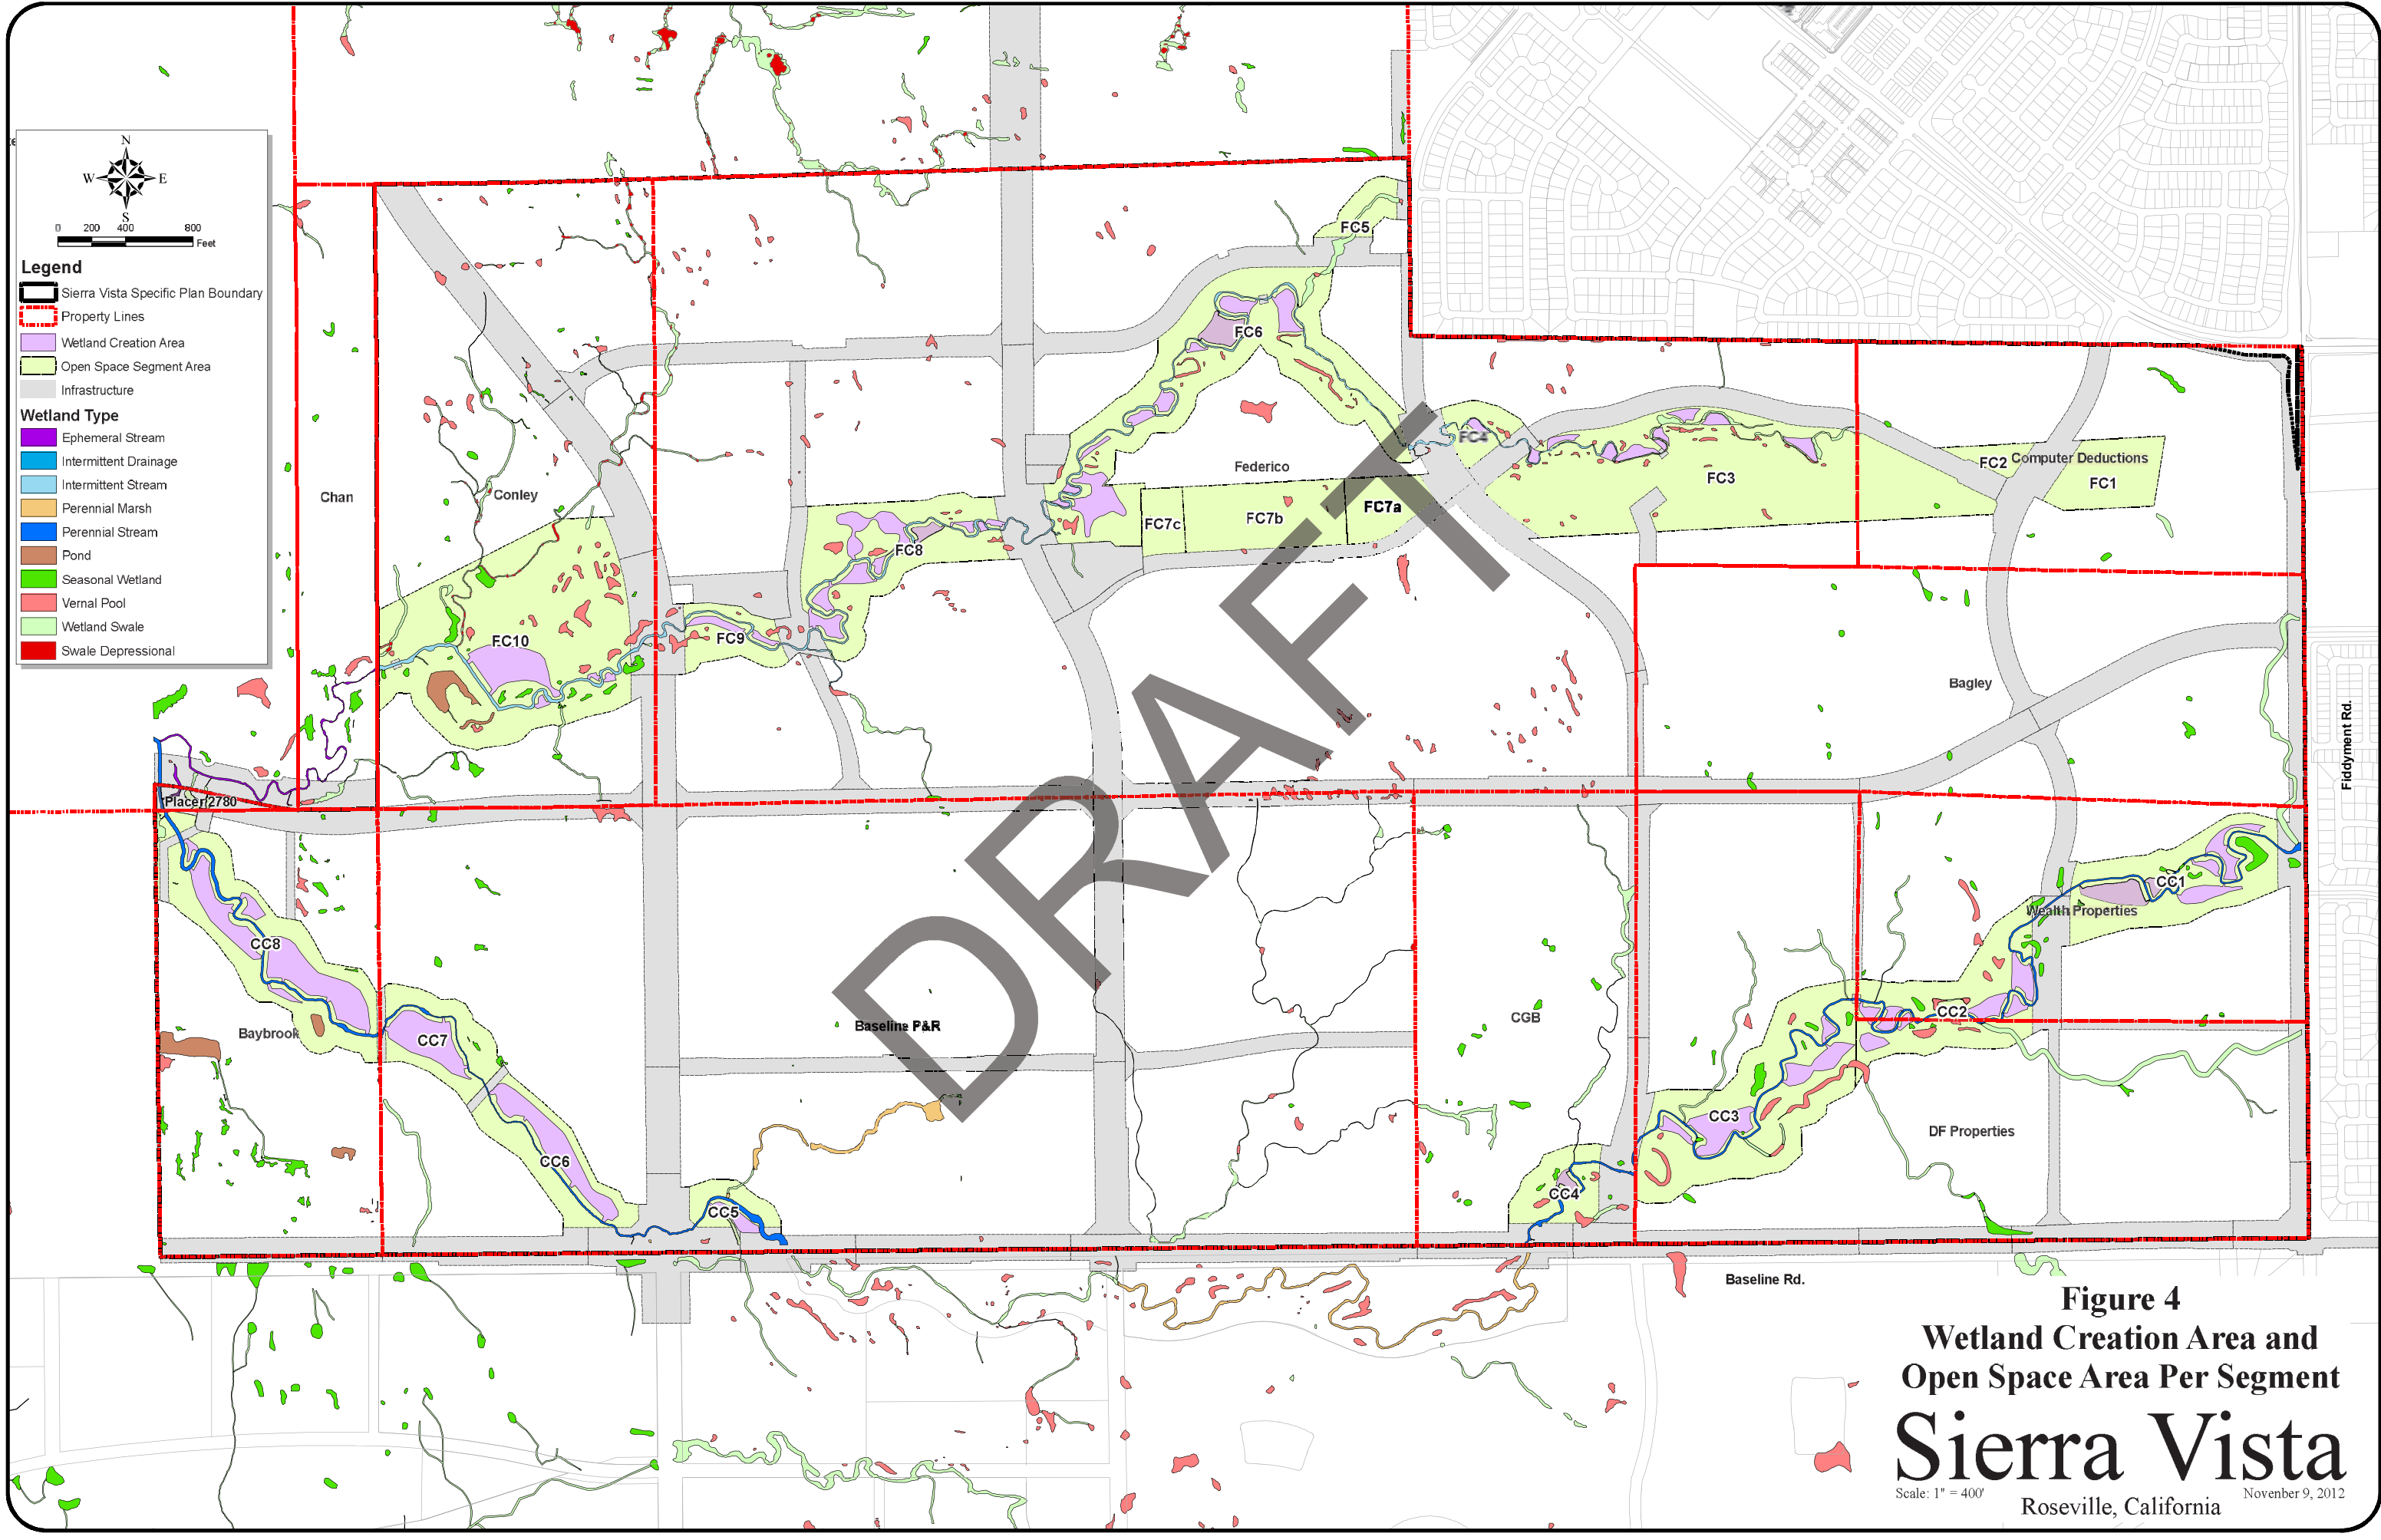 N
W E
S
0 200 400 800
Feet
Legend
Sierra Vista Specific Plan Boundary
Property Lines
Wetland Creation Area
Open Space Segment Area
Infrastructure
Wetland Type
Ephemeral Stream
Intermittent Drainage
Intermittent Stream
Perennial Marsh
Perennial Stream
Pond
Seasonal Wetland
Vernal Pool
Wetland Swale
Swale Depressional
FC5
FC6
FC4
Federico
FC2 Computer Deductions
FC3
FC1
Chan
Conley
FC7c
FC7b
FC7a
FC8
FC9
FC10
Bagley
Fiddyment Rd.
Placer 2780
CC1
Wealth Properties
CC8
CC2
CGB
Baseline P&R
Baybrook
CC7
CC3
DF Properties
CC6
CC4
CC5
Baseline Rd.
DRAFT
Figure 4
Wetland Creation Area and
Open Space Area Per Segment
Sierra Vista
Scale: 1" = 400'
Novenber 9, 2012
Roseville, California